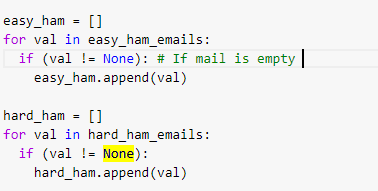 easy_ham = []
for val in easy_ham_emails:
  if (val != None): # If mail is empty
    easy_ham.append(val)

hard_ham = []
for val in hard_ham_emails:
  if (val != None):
    hard_ham.append(val)